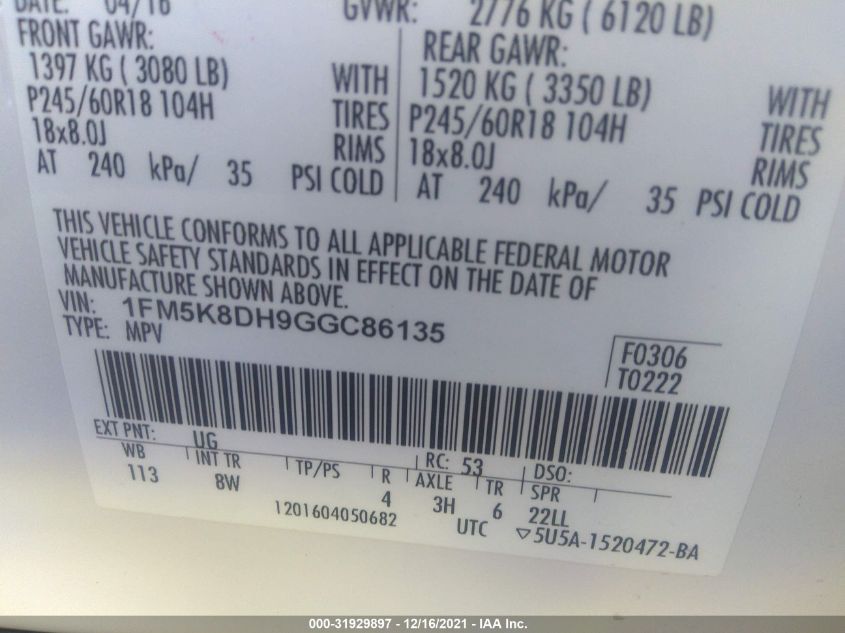 DATE: 04/16 GVWR: 2776 KG ( 6120 LB)
FRONT GAWR: REAR GAWR:
1397 KG ( 3080 LB) WITH 1520 KG ( 3350 LB) WITH
P245/60R18 104H TIRES P245/60R18 104H TIRES
18x8.0J RIMS 18x8.0J RIMS
AT 240 kPa/ 35 PSI COLD AT 240 kPa/ 35 PSI COLD
THIS VEHICLE CONFORMS TO ALL APPLICABLE FEDERAL MOTOR
VEHICLE SAFETY STANDARDS IN EFFECT ON THE DATE OF
MANUFACTURE SHOWN ABOVE.
VIN: 1FM5K8DH9GGC86135
TYPE: MPV
F0306
T0222
EXT PNT: UG RC: 53 DSO:
WB INT TR TP/PS R AXLE TR SPR
113 8W 4 3H 6 22LL
1201604050682 UTC ▽5U5A-1520472-BA
000-31929897 - 12/16/2021 - IAA Inc.